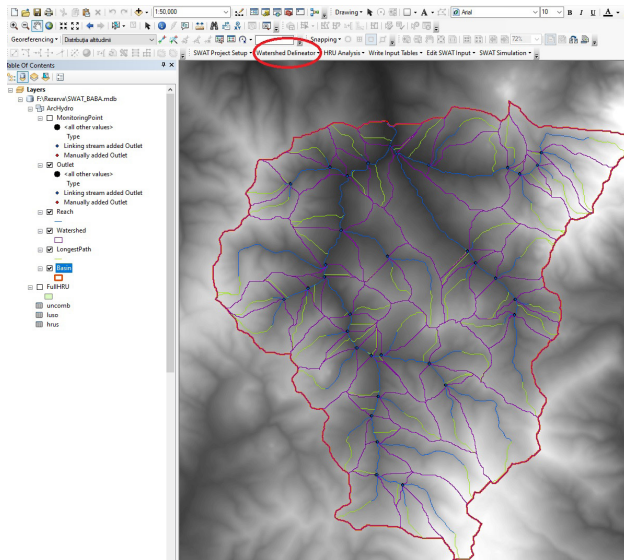 1:50,000 Drawing A Arial 10 B I U A
Georeferencing Distribuția altitudinii Snapping 72%
SWAT Project Setup Watershed Delineator HRU Analysis Write Input Tables Edit SWAT Input SWAT Simulation
Table Of Contents
Layers
F:\Rezerva\SWAT_BABA.mdb
ArcHydro
MonitoringPoint
<all other values>
Type
Linking stream added Outlet
Manually added Outlet
Outlet
<all other values>
Type
Linking stream added Outlet
Manually added Outlet
Reach
Watershed
LongestPath
Basin
FullHRU
uncomb
luso
hrus